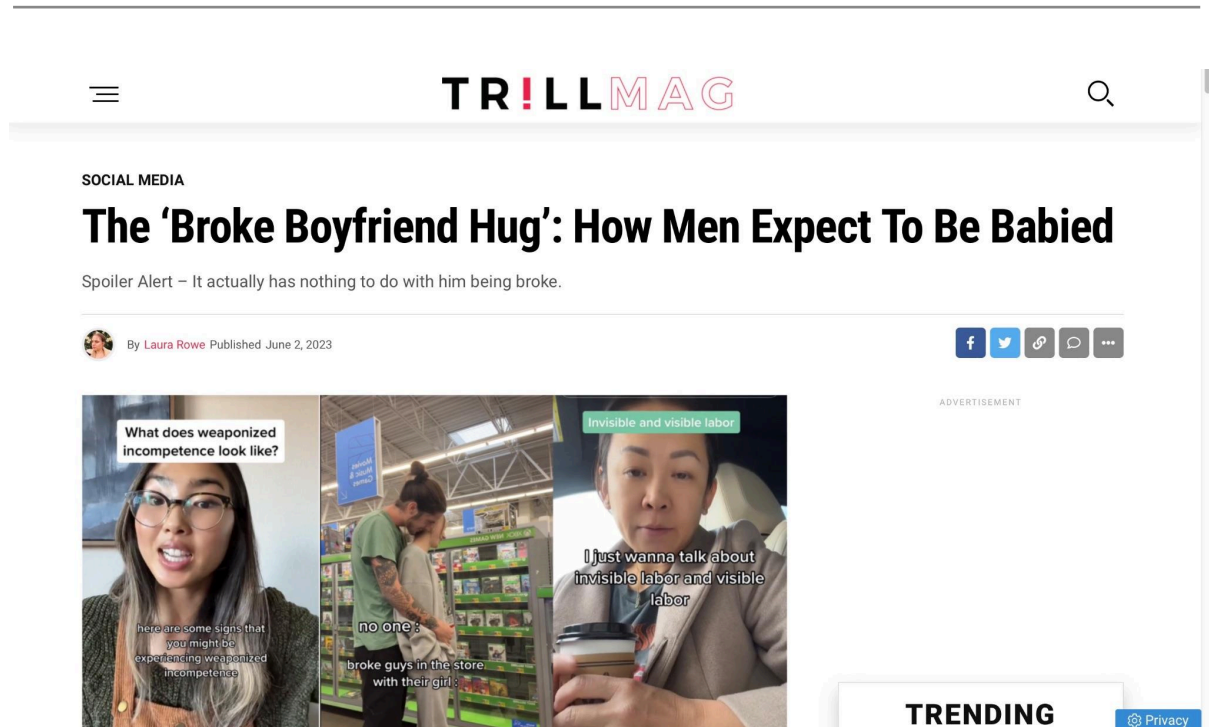 TR!LLMAG
SOCIAL MEDIA
The ‘Broke Boyfriend Hug’: How Men Expect To Be Babied
Spoiler Alert – It actually has nothing to do with him being broke.
By Laura Rowe Published June 2, 2023
ADVERTISEMENT
What does weaponized
incompetence look like?
here are some signs that
you might be
experiencing weaponized
incompetence
Movies
Music &
Games
no one :
broke guys in the store
with their girl :
Invisible and visible labor
I just wanna talk about
invisible labor and visible
labor
TRENDING
Privacy